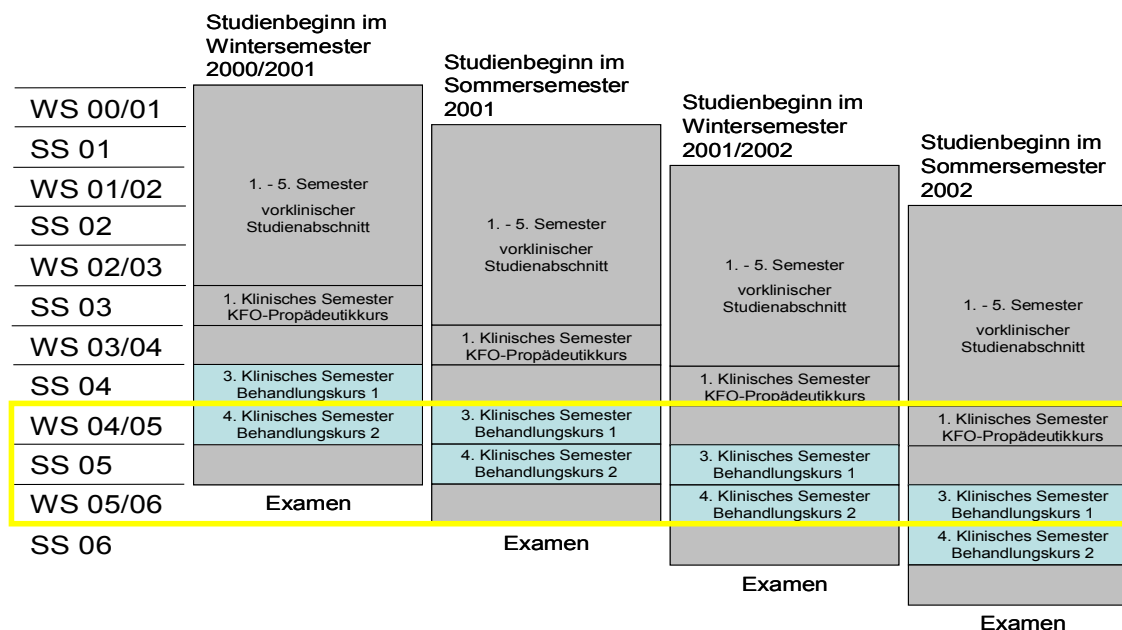 Studienbeginn im
Wintersemester
2000/2001
Studienbeginn im
Sommersemester
2001
Studienbeginn im
Wintersemester
2001/2002
Studienbeginn im
Sommersemester
2002
WS 00/01
SS 01
WS 01/02
SS 02
WS 02/03
SS 03
WS 03/04
SS 04
WS 04/05
SS 05
WS 05/06
SS 06
1. - 5. Semester
vorklinischer
Studienabschnitt
1. Klinisches Semester
KFO-Propädeutikkurs
3. Klinisches Semester
Behandlungskurs 1
4. Klinisches Semester
Behandlungskurs 2
Examen
1. - 5. Semester
vorklinischer
Studienabschnitt
1. Klinisches Semester
KFO-Propädeutikkurs
3. Klinisches Semester
Behandlungskurs 1
4. Klinisches Semester
Behandlungskurs 2
Examen
1. - 5. Semester
vorklinischer
Studienabschnitt
1. Klinisches Semester
KFO-Propädeutikkurs
3. Klinisches Semester
Behandlungskurs 1
4. Klinisches Semester
Behandlungskurs 2
Examen
1. - 5. Semester
vorklinischer
Studienabschnitt
1. Klinisches Semester
KFO-Propädeutikkurs
3. Klinisches Semester
Behandlungskurs 1
4. Klinisches Semester
Behandlungskurs 2
Examen